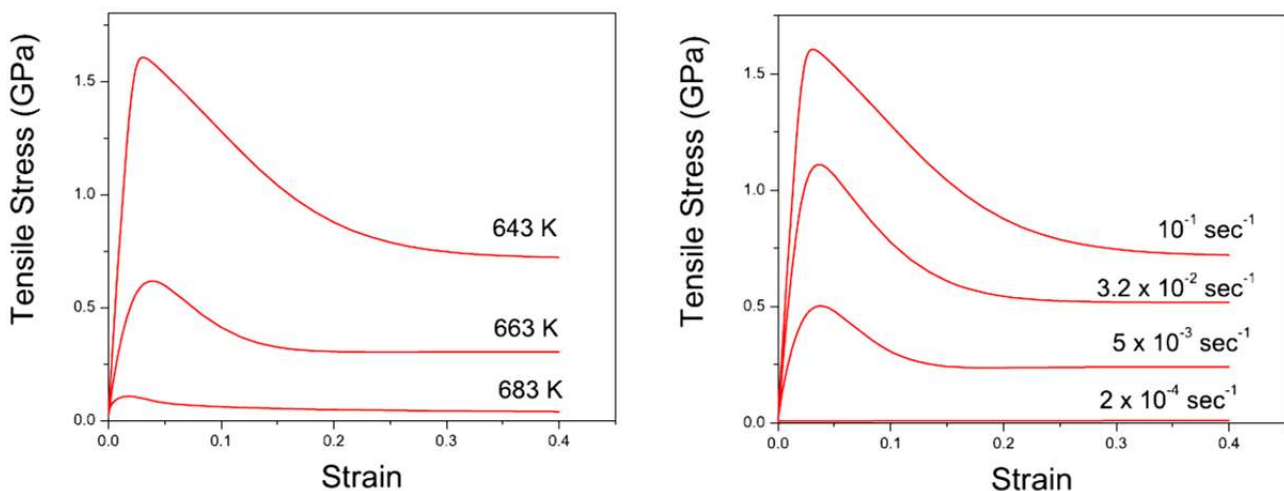 Tensile Stress (GPa)
1.5
1.0
0.5
0.0
643 K
663 K
683 K
0.0 0.1 0.2 0.3 0.4
Strain
Tensile Stress (GPa)
1.5
1.0
0.5
0.0
10⁻¹ sec⁻¹
3.2 x 10⁻² sec⁻¹
5 x 10⁻³ sec⁻¹
2 x 10⁻⁴ sec⁻¹
0.0 0.1 0.2 0.3 0.4
Strain